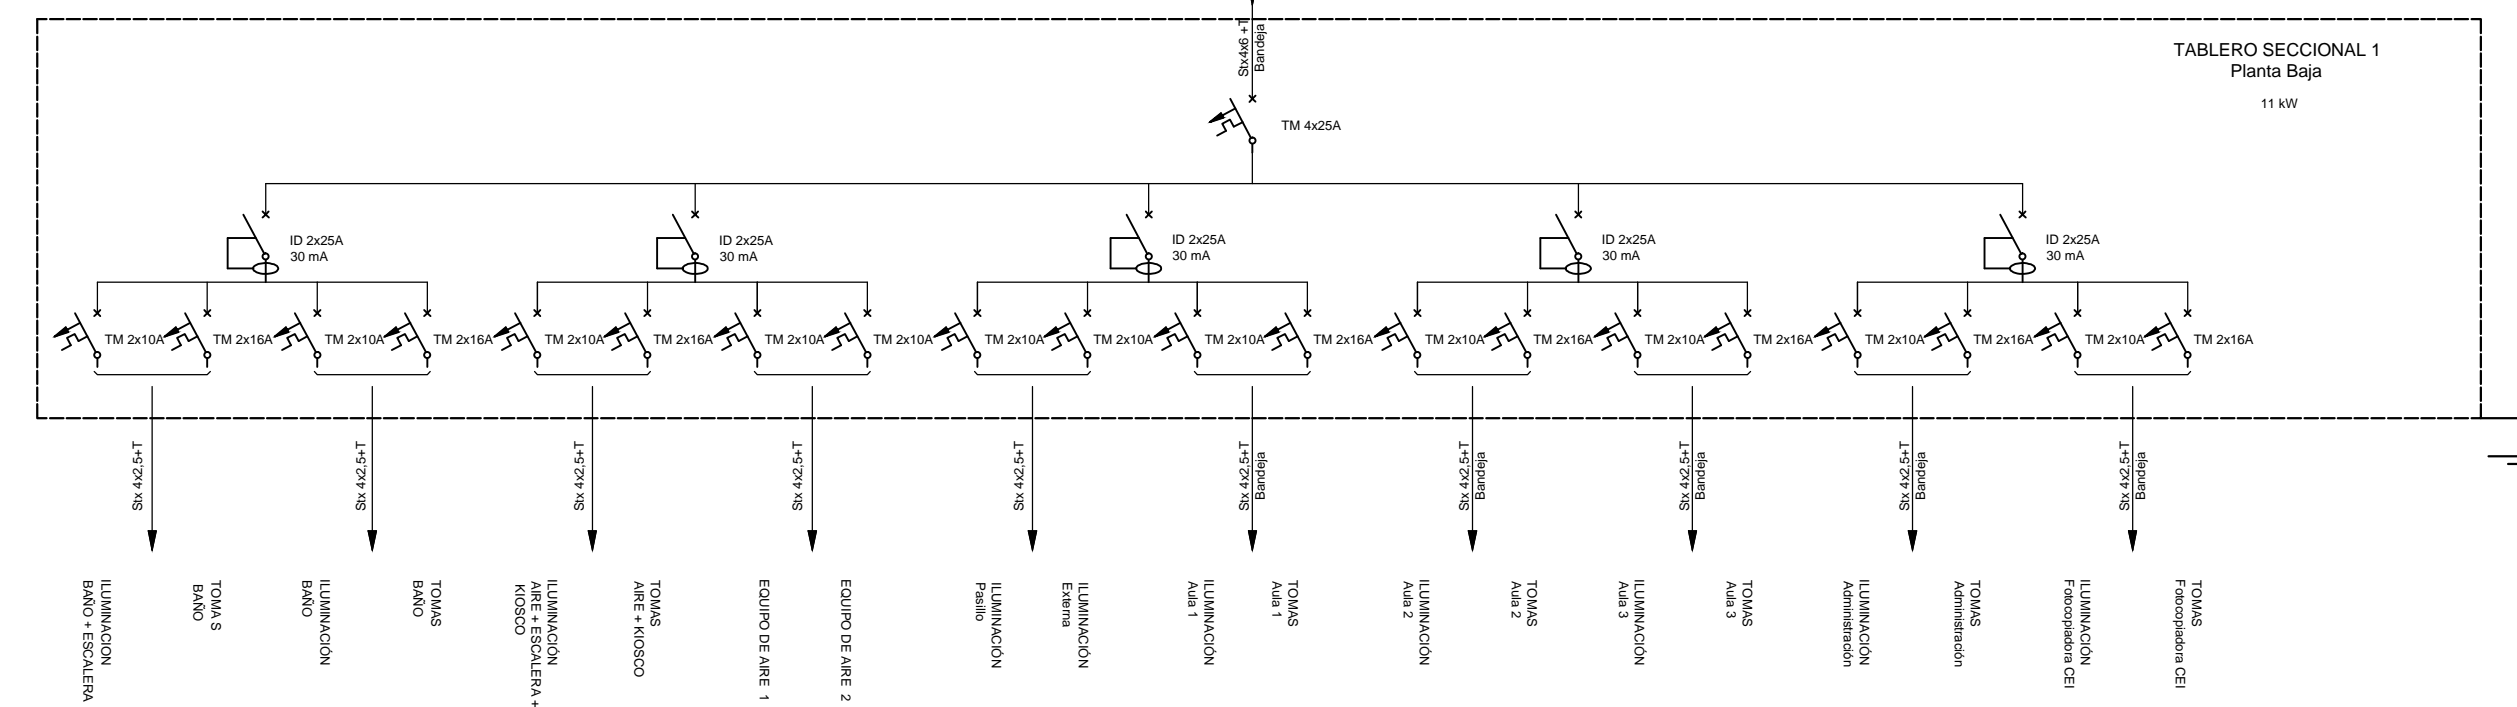 Stx4x6 +T
Bandeja
TABLERO SECCIONAL 1
Planta Baja
11 kW
TM 4x25A
ID 2x25A
30 mA
ID 2x25A
30 mA
ID 2x25A
30 mA
ID 2x25A
30 mA
ID 2x25A
30 mA
TM 2x10A
TM 2x16A
TM 2x10A
TM 2x16A
TM 2x10A
TM 2x16A
TM 2x10A
TM 2x10A
TM 2x10A
TM 2x10A
TM 2x10A
TM 2x16A
TM 2x10A
TM 2x16A
TM 2x10A
TM 2x16A
TM 2x10A
TM 2x16A
TM 2x10A
TM 2x16A
Stx 4x2,5+T
Stx 4x2,5+T
Stx 4x2,5+T
Stx 4x2,5+T
Stx 4x2,5+T
Stx 4x2,5+T
Bandeja
Stx 4x2,5+T
Bandeja
Stx 4x2,5+T
Bandeja
Stx 4x2,5+T
Bandeja
Stx 4x2,5+T
Bandeja
ILUMINACION
BAÑO + ESCALERA
TOMA S
BAÑO
ILUMINACIÓN
BAÑO
TOMAS
BAÑO
ILUMINACIÓN
AIRE + ESCALERA +
KIOSCO
TOMAS
AIRE + KIOSCO
EQUIPO DE AIRE 1
EQUIPO DE AIRE 2
ILUMINACIÓN
Pasillo
ILUMINACIÓN
Externa
ILUMINACIÓN
Aula 1
TOMAS
Aula 1
ILUMINACIÓN
Aula 2
TOMAS
Aula 2
ILUMINACIÓN
Aula 3
TOMAS
Aula 3
ILUMINACIÓN
Administración
TOMAS
Administración
ILUMINACIÓN
Fotocopiadora CEI
TOMAS
Fotocopiadora CEI